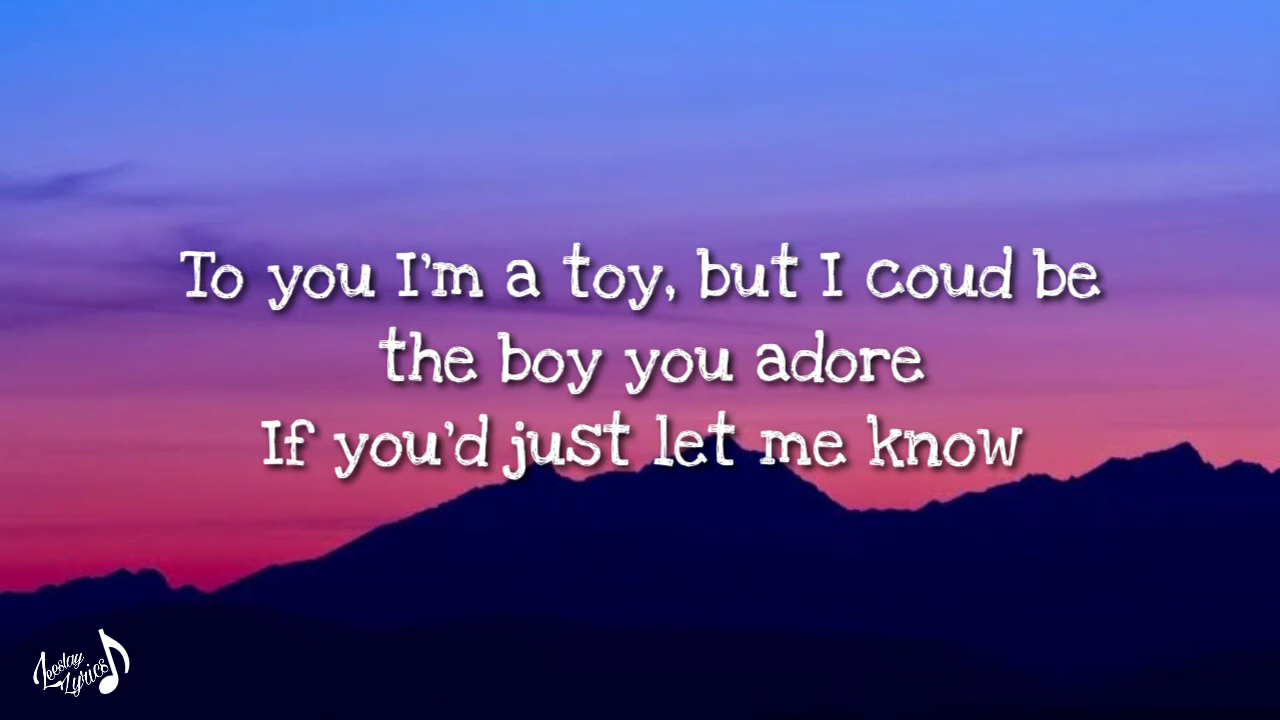 To you I'm a toy, but I coud be
the boy you adore
If you'd just let me know
Leeslay
Lyrics